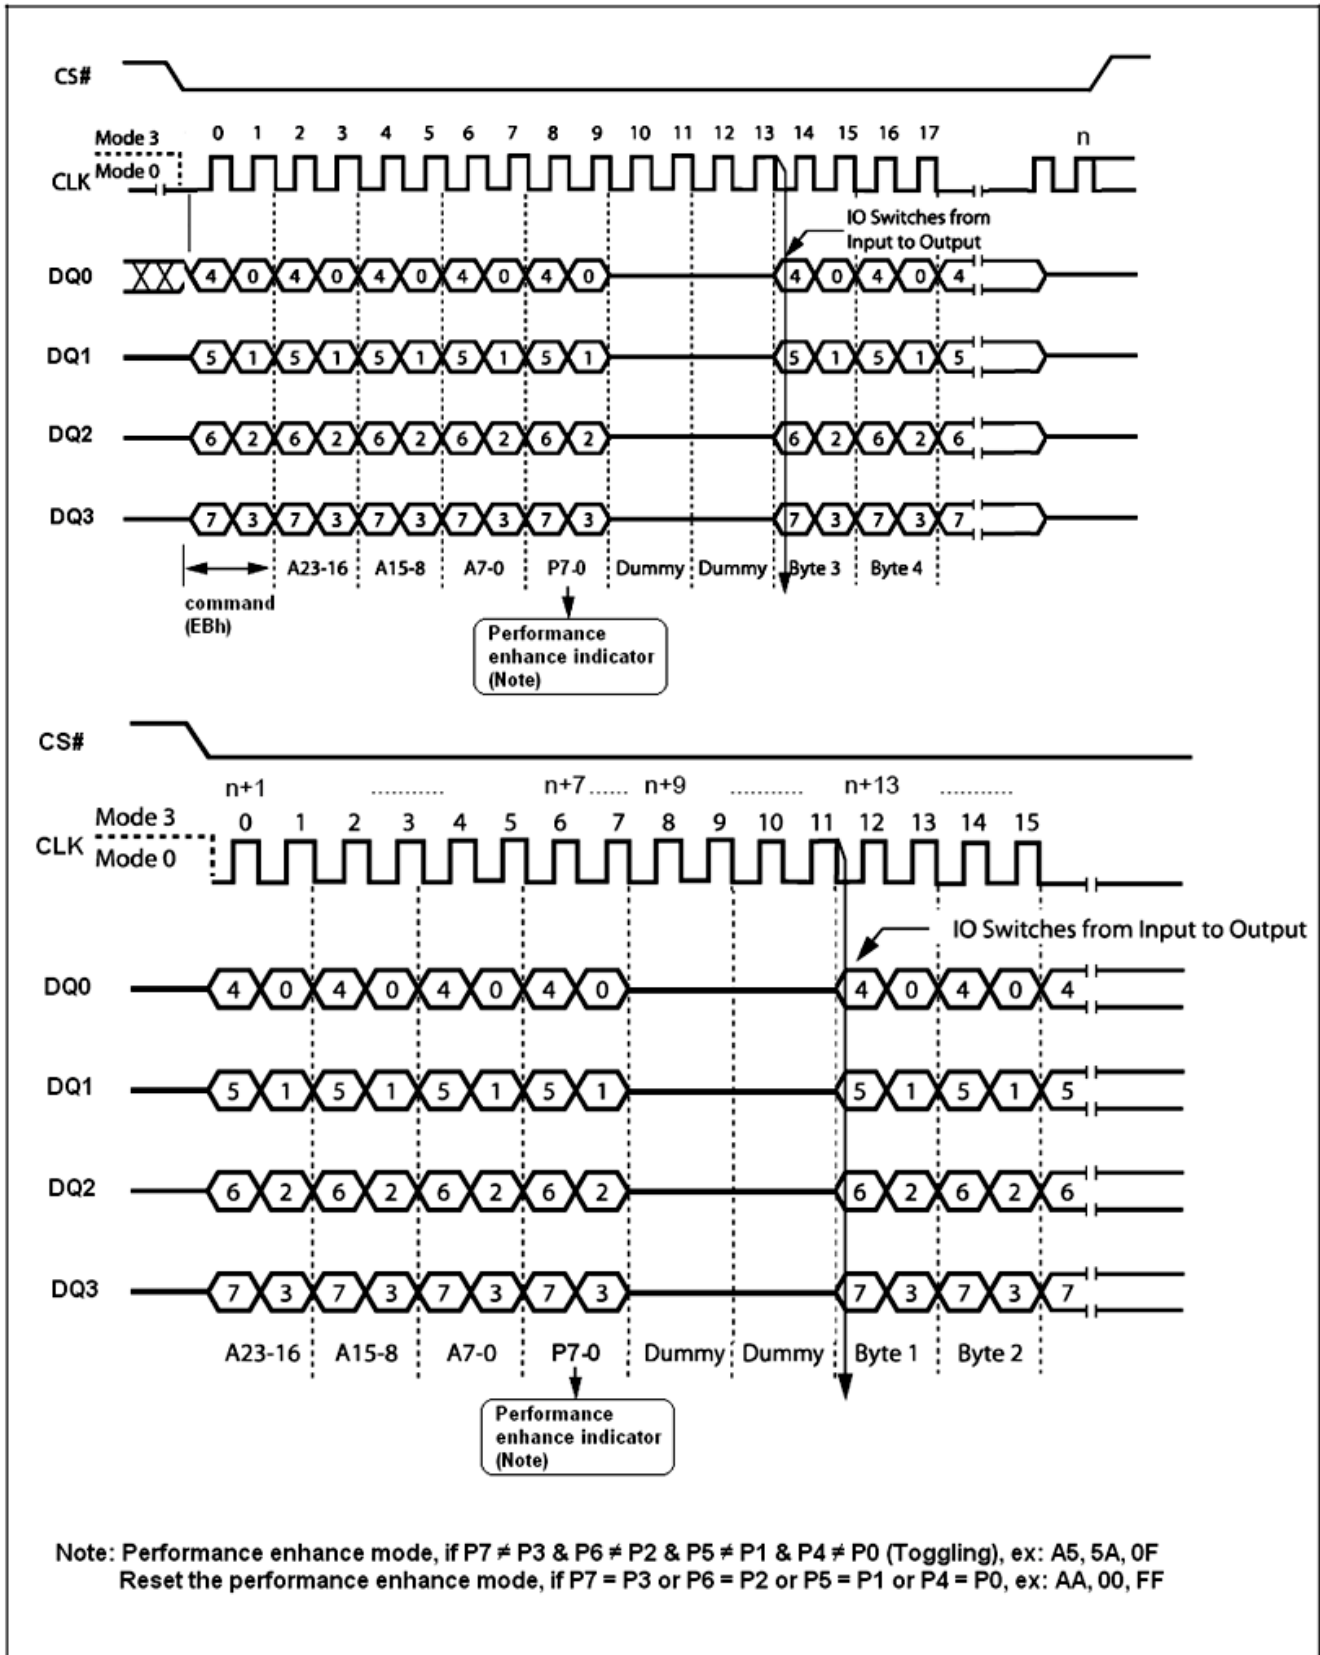 CS#
Mode 3
Mode 0
CLK
0 1 2 3 4 5 6 7 8 9 10 11 12 13 14 15 16 17 n
IO Switches from
Input to Output
DQ0 4 0 4 0 4 0 4 0 4 0 4 0 4 0 4
DQ1 5 1 5 1 5 1 5 1 5 1 5 1 5 1 5
DQ2 6 2 6 2 6 2 6 2 6 2 6 2 6 2 6
DQ3 7 3 7 3 7 3 7 3 7 3 7 3 7 3 7
A23-16 A15-8 A7-0 P7-0 Dummy Dummy Byte 3 Byte 4
command
(EBh)
Performance
enhance indicator
(Note)
CS#
n+1 .......... n+7 ...... n+9 .......... n+13 ..........
Mode 3
Mode 0
CLK
0 1 2 3 4 5 6 7 8 9 10 11 12 13 14 15
IO Switches from Input to Output
DQ0 4 0 4 0 4 0 4 0 4 0 4 0 4
DQ1 5 1 5 1 5 1 5 1 5 1 5 1 5
DQ2 6 2 6 2 6 2 6 2 6 2 6 2 6
DQ3 7 3 7 3 7 3 7 3 7 3 7 3 7
A23-16 A15-8 A7-0 P7-0 Dummy Dummy Byte 1 Byte 2
Performance
enhance indicator
(Note)
Note: Performance enhance mode, if P7 ≠ P3 & P6 ≠ P2 & P5 ≠ P1 & P4 ≠ P0 (Toggling), ex: A5, 5A, 0F
Reset the performance enhance mode, if P7 = P3 or P6 = P2 or P5 = P1 or P4 = P0, ex: AA, 00, FF